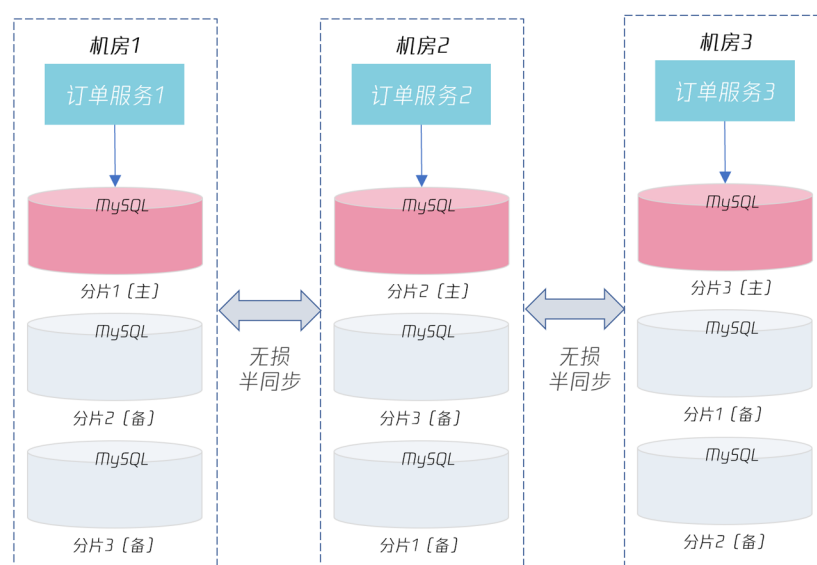 机房1
订单服务1
MySQL
分片1（主）
MySQL
分片2（备）
MySQL
分片3（备）
无损
半同步
机房2
订单服务2
MySQL
分片2（主）
MySQL
分片3（备）
MySQL
分片1（备）
无损
半同步
机房3
订单服务3
MySQL
分片3（主）
MySQL
分片1（备）
MySQL
分片2（备）